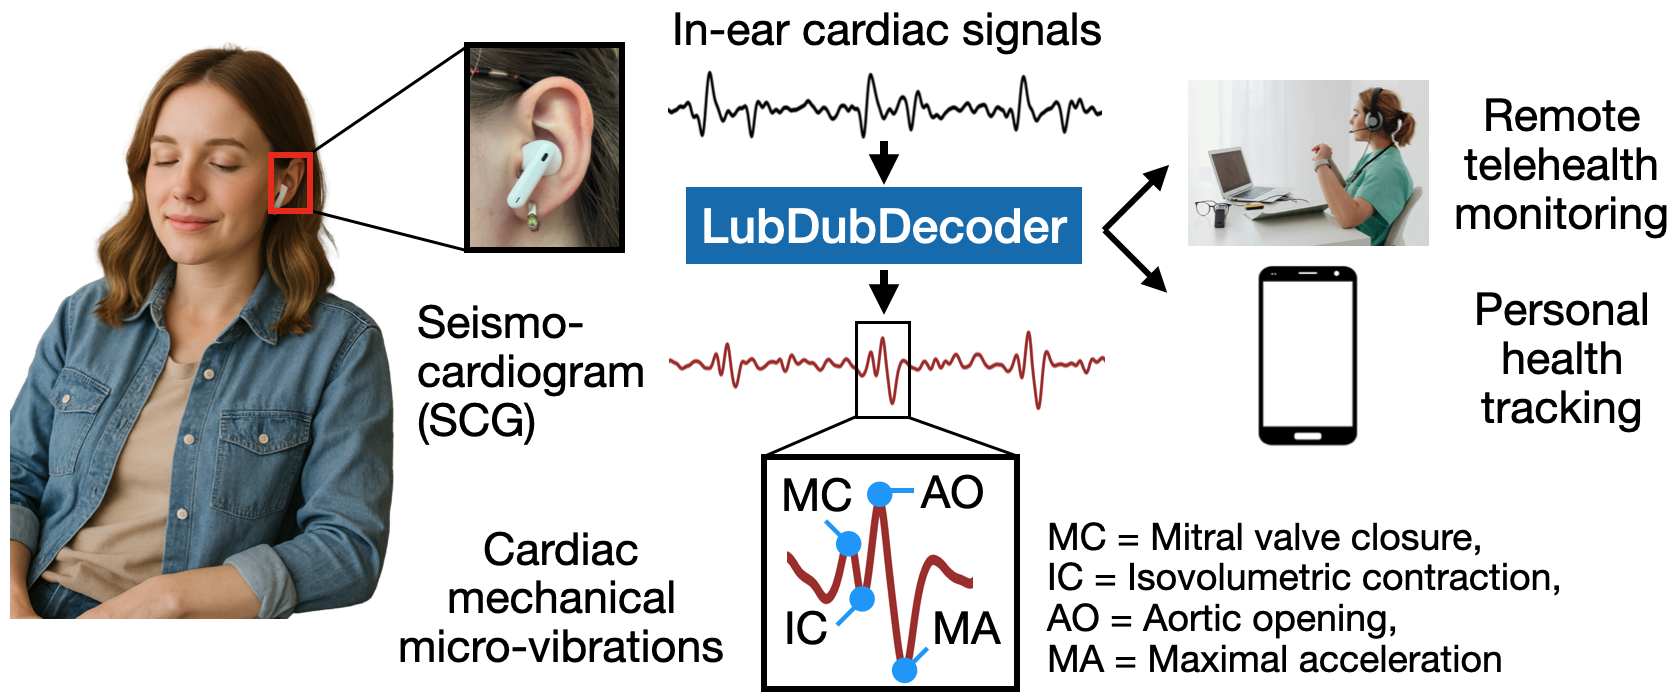 In-ear cardiac signals
LubDubDecoder
Seismo-
cardiogram
(SCG)
Cardiac
mechanical
micro-vibrations
MC
AO
IC
MA
Remote
telehealth
monitoring
Personal
health
tracking
MC = Mitral valve closure,
IC = Isovolumetric contraction,
AO = Aortic opening,
MA = Maximal acceleration